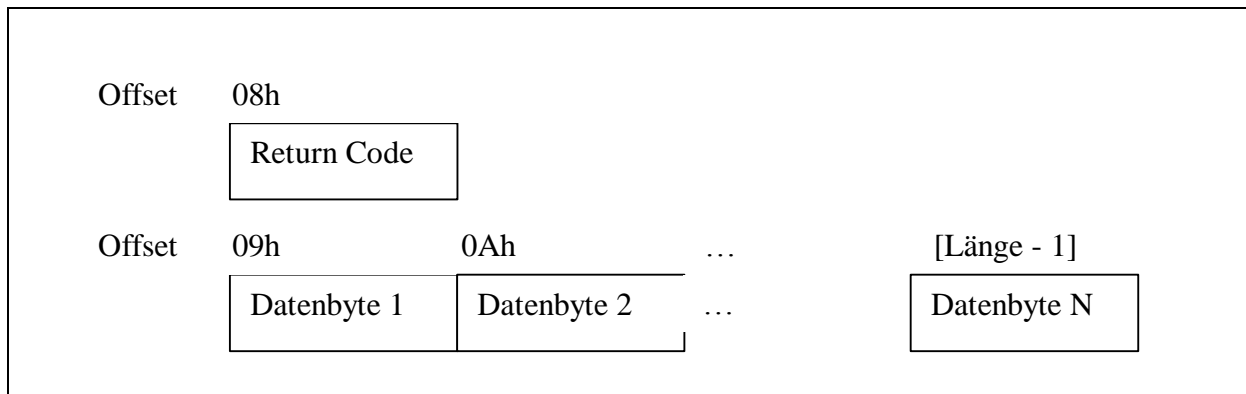 Offset 08h
Return Code
Offset 09h 0Ah … [Länge - 1]
Datenbyte 1 Datenbyte 2 … Datenbyte N